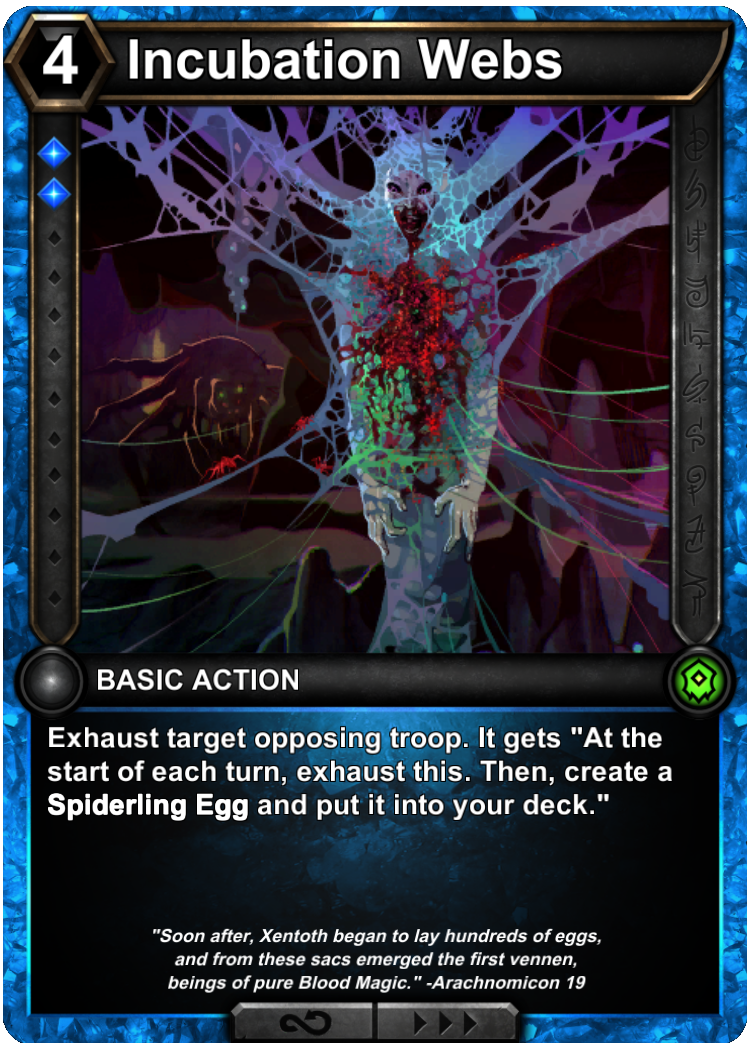 4
Incubation Webs
BASIC ACTION
Exhaust target opposing troop. It gets "At the
start of each turn, exhaust this. Then, create a
Spiderling Egg and put it into your deck."
"Soon after, Xentoth began to lay hundreds of eggs,
and from these sacs emerged the first vennen,
beings of pure Blood Magic." -Arachnomicon 19